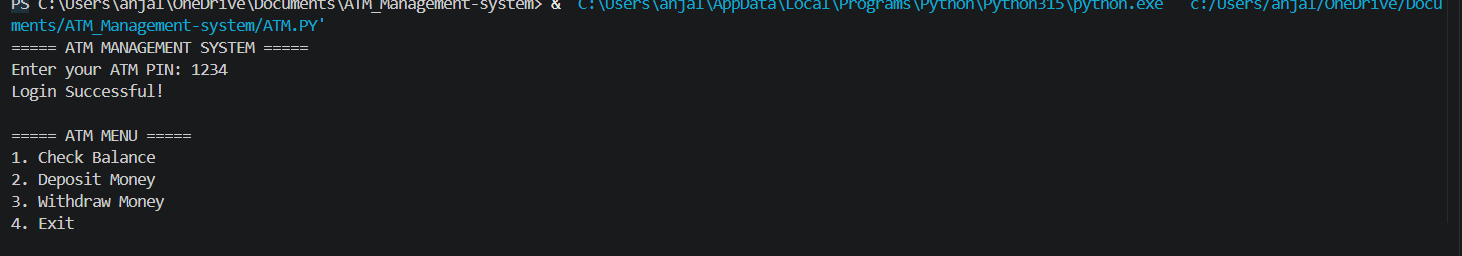 PS C:\Users\anjal\OneDrive\Documents\ATM_Management-system> & 'C:\Users\anjal\AppData\Local\Programs\Python\Python315\python.exe' 'c:/Users/anjal/OneDrive/Docu
ments/ATM_Management-system/ATM.PY'
===== ATM MANAGEMENT SYSTEM =====
Enter your ATM PIN: 1234
Login Successful!
===== ATM MENU =====
1. Check Balance
2. Deposit Money
3. Withdraw Money
4. Exit